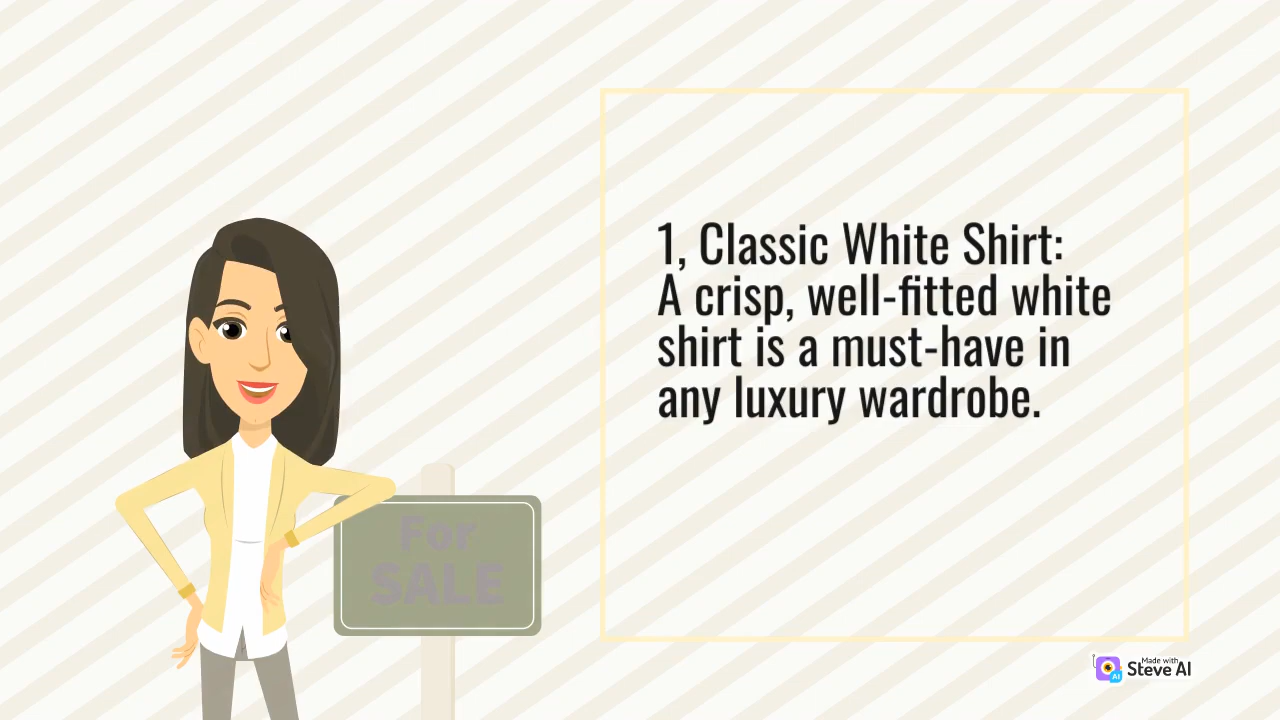 1, Classic White Shirt:
A crisp, well-fitted white
shirt is a must-have in
any luxury wardrobe.
For
SALE
Made with
Steve AI
AI